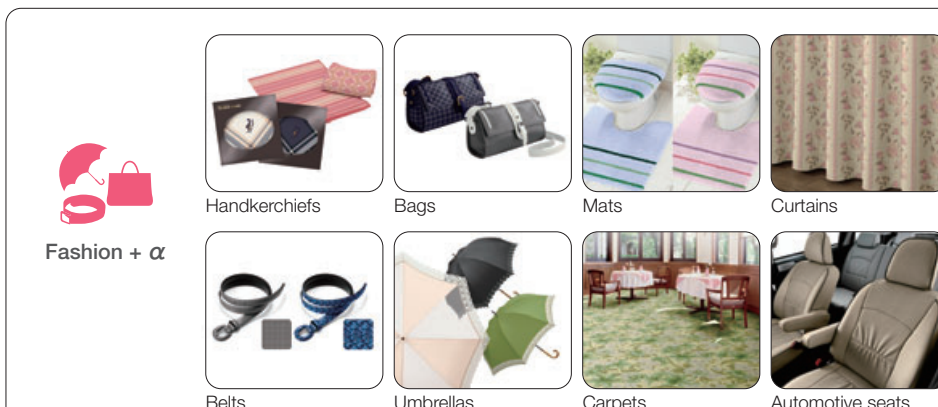 Handkerchiefs
Bags
Mats
Curtains
Fashion + α
Belts
Umbrellas
Carpets
Automotive seats